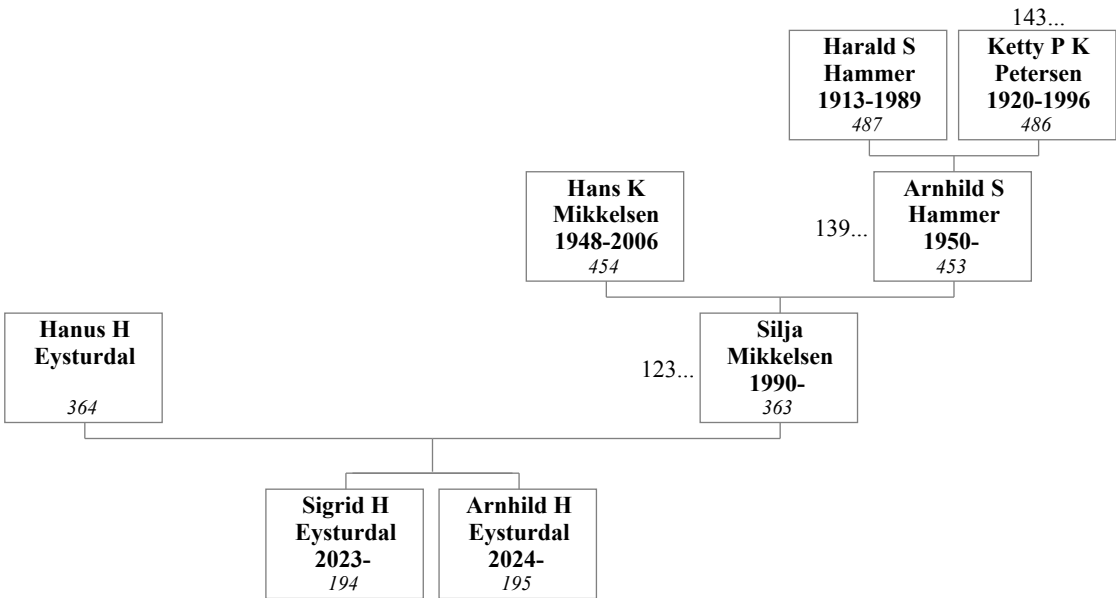 143...
Harald S
Hammer
1913-1989
487
Ketty P K
Petersen
1920-1996
486
Hans K
Mikkelsen
1948-2006
454
139...
Arnhild S
Hammer
1950-
453
Hanus H
Eysturdal
364
123...
Silja
Mikkelsen
1990-
363
Sigrid H
Eysturdal
2023-
194
Arnhild H
Eysturdal
2024-
195